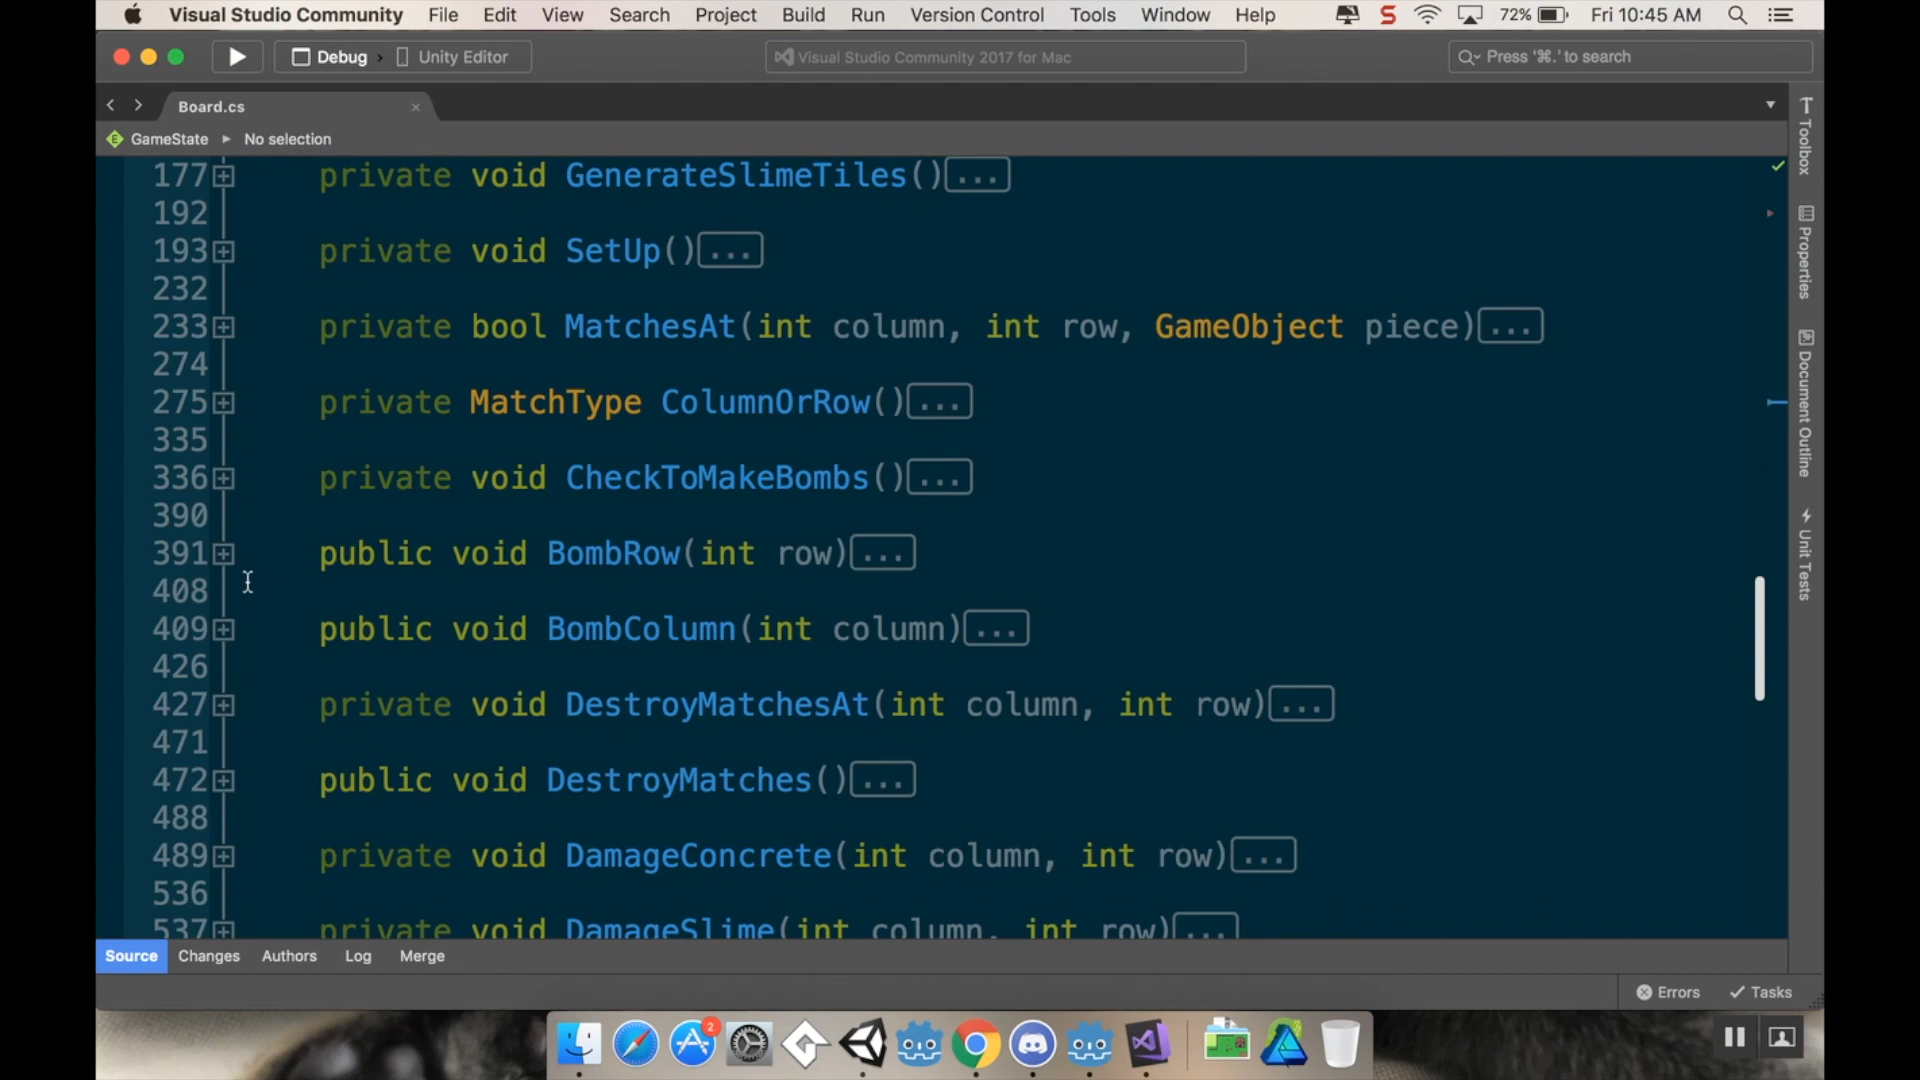 Visual Studio Community File Edit View Search Project Build Run Version Control Tools Window Help S 72% Fri 10:45 AM
Debug Unity Editor Visual Studio Community 2017 for Mac Press '⌘.' to search
Board.cs
GameState No selection
177 private void GenerateSlimeTiles()...
192
193 private void SetUp()...
232
233 private bool MatchesAt(int column, int row, GameObject piece)...
274
275 private MatchType ColumnOrRow()...
335
336 private void CheckToMakeBombs()...
390
391 public void BombRow(int row)...
408
409 public void BombColumn(int column)...
426
427 private void DestroyMatchesAt(int column, int row)...
471
472 public void DestroyMatches()...
488
489 private void DamageConcrete(int column, int row)...
536
537 private void DamageSlime(int column, int row)...
Toolbox
Properties
Document Outline
Unit Tests
Source Changes Authors Log Merge
Errors Tasks
2